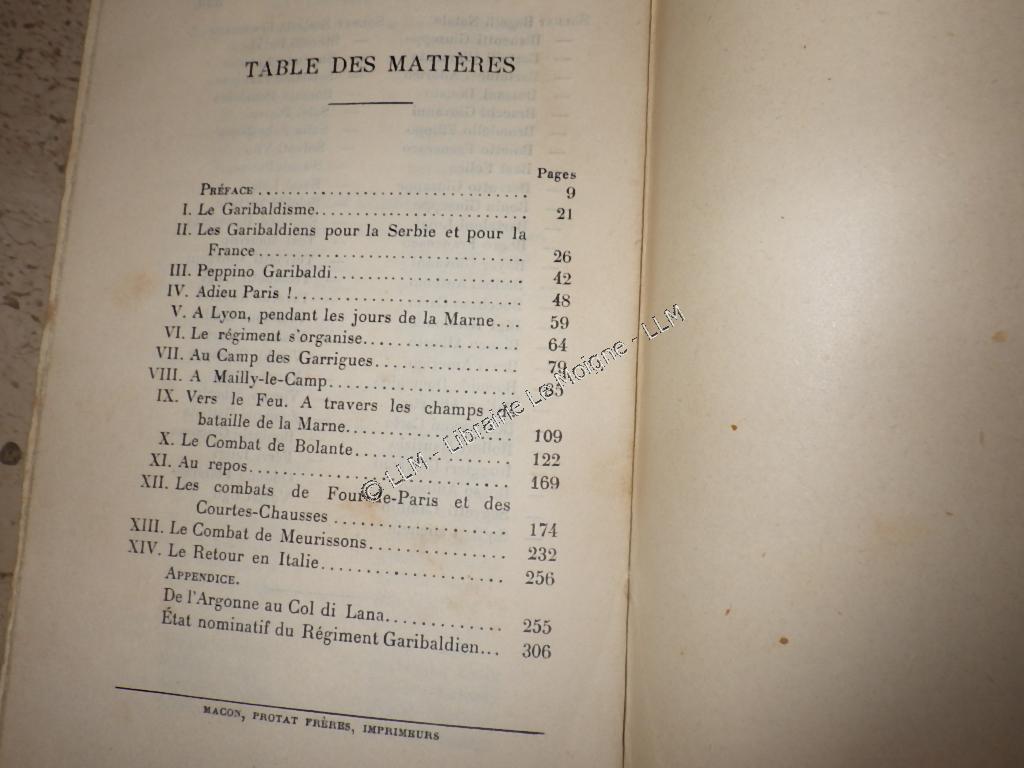 TABLE DES MATIÈRES
Pages
PRÉFACE ........................................ 9
I. Le Garibaldisme............................ 21
II. Les Garibaldiens pour la Serbie et pour la
France .................................... 26
III. Peppino Garibaldi......................... 42
IV. Adieu Paris !.............................. 48
V. A Lyon, pendant les jours de la Marne... 59
VI. Le régiment s'organise.................... 64
VII. Au Camp des Garrigues.................. 79
VIII. A Mailly-le-Camp.........................
IX. Vers le Feu. A travers les champs de
bataille de la Marne...................... 109
X. Le Combat de Bolante.................... 122
XI. Au repos................................... 169
XII. Les combats de Four-de-Paris et des
Courtes-Chausses ........................ 174
XIII. Le Combat de Meurissons................. 232
XIV. Le Retour en Italie........................ 256
APPENDICE.
De l'Argonne au Col di Lana............. 255
État nominatif du Régiment Garibaldien... 306
MACON, PROTAT FRÈRES, IMPRIMEURS
© LLM - Librairie Le Moigne - LLM